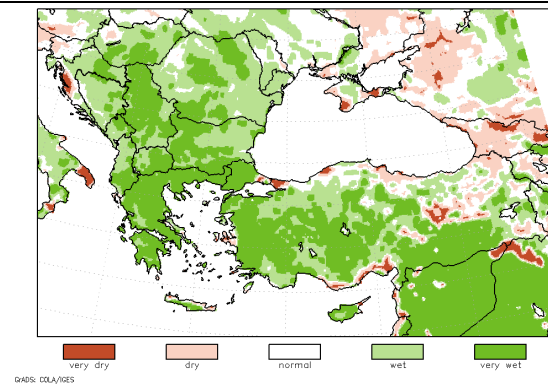 very dry
dry
normal
wet
very wet
GrADS: COLA/IGES